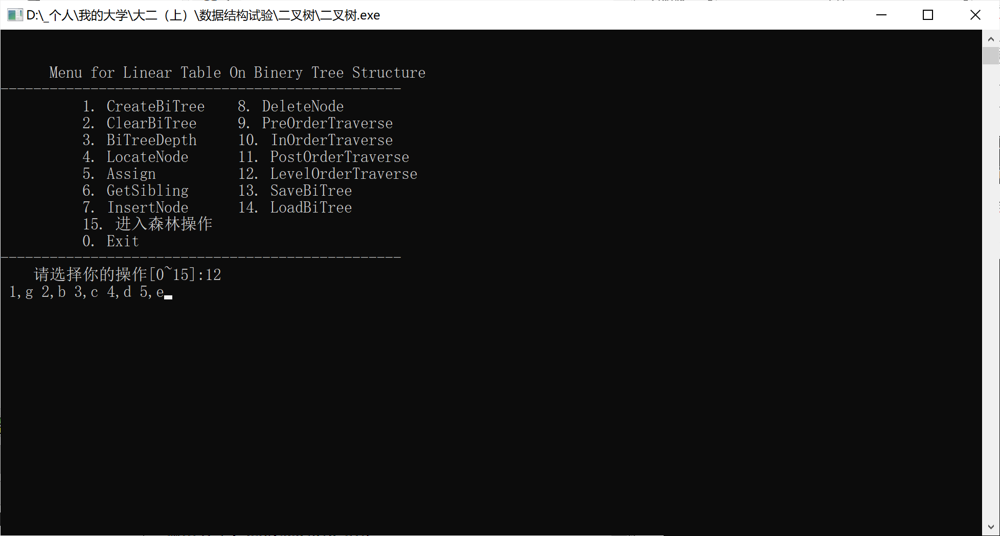 D:\_个人\我的大学\大二（上）\数据结构试验\二叉树\二叉树.exe
Menu for Linear Table On Binery Tree Structure
-------------------------------------------------
1. CreateBiTree 8. DeleteNode
2. ClearBiTree 9. PreOrderTraverse
3. BiTreeDepth 10. InOrderTraverse
4. LocateNode 11. PostOrderTraverse
5. Assign 12. LevelOrderTraverse
6. GetSibling 13. SaveBiTree
7. InsertNode 14. LoadBiTree
15. 进入森林操作
0. Exit
-------------------------------------------------
请选择你的操作[0~15]:12
1,g 2,b 3,c 4,d 5,e